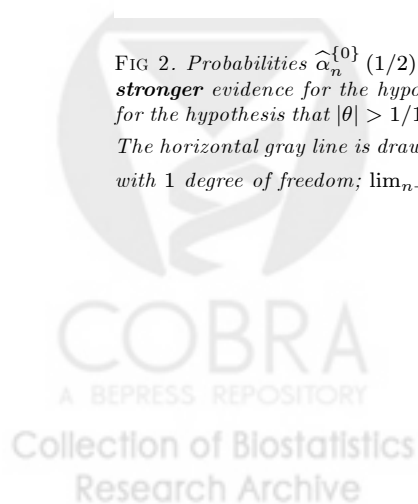 FIG 2. Probabilities \widehat{α}_n^{\{0\}} (1/2)
stronger evidence for the hypo
for the hypothesis that |θ| > 1/1
The horizontal gray line is draw
with 1 degree of freedom; lim_{n-
COBRA
A BEPRESS REPOSITORY
Collection of Biostatistics
Research Archive